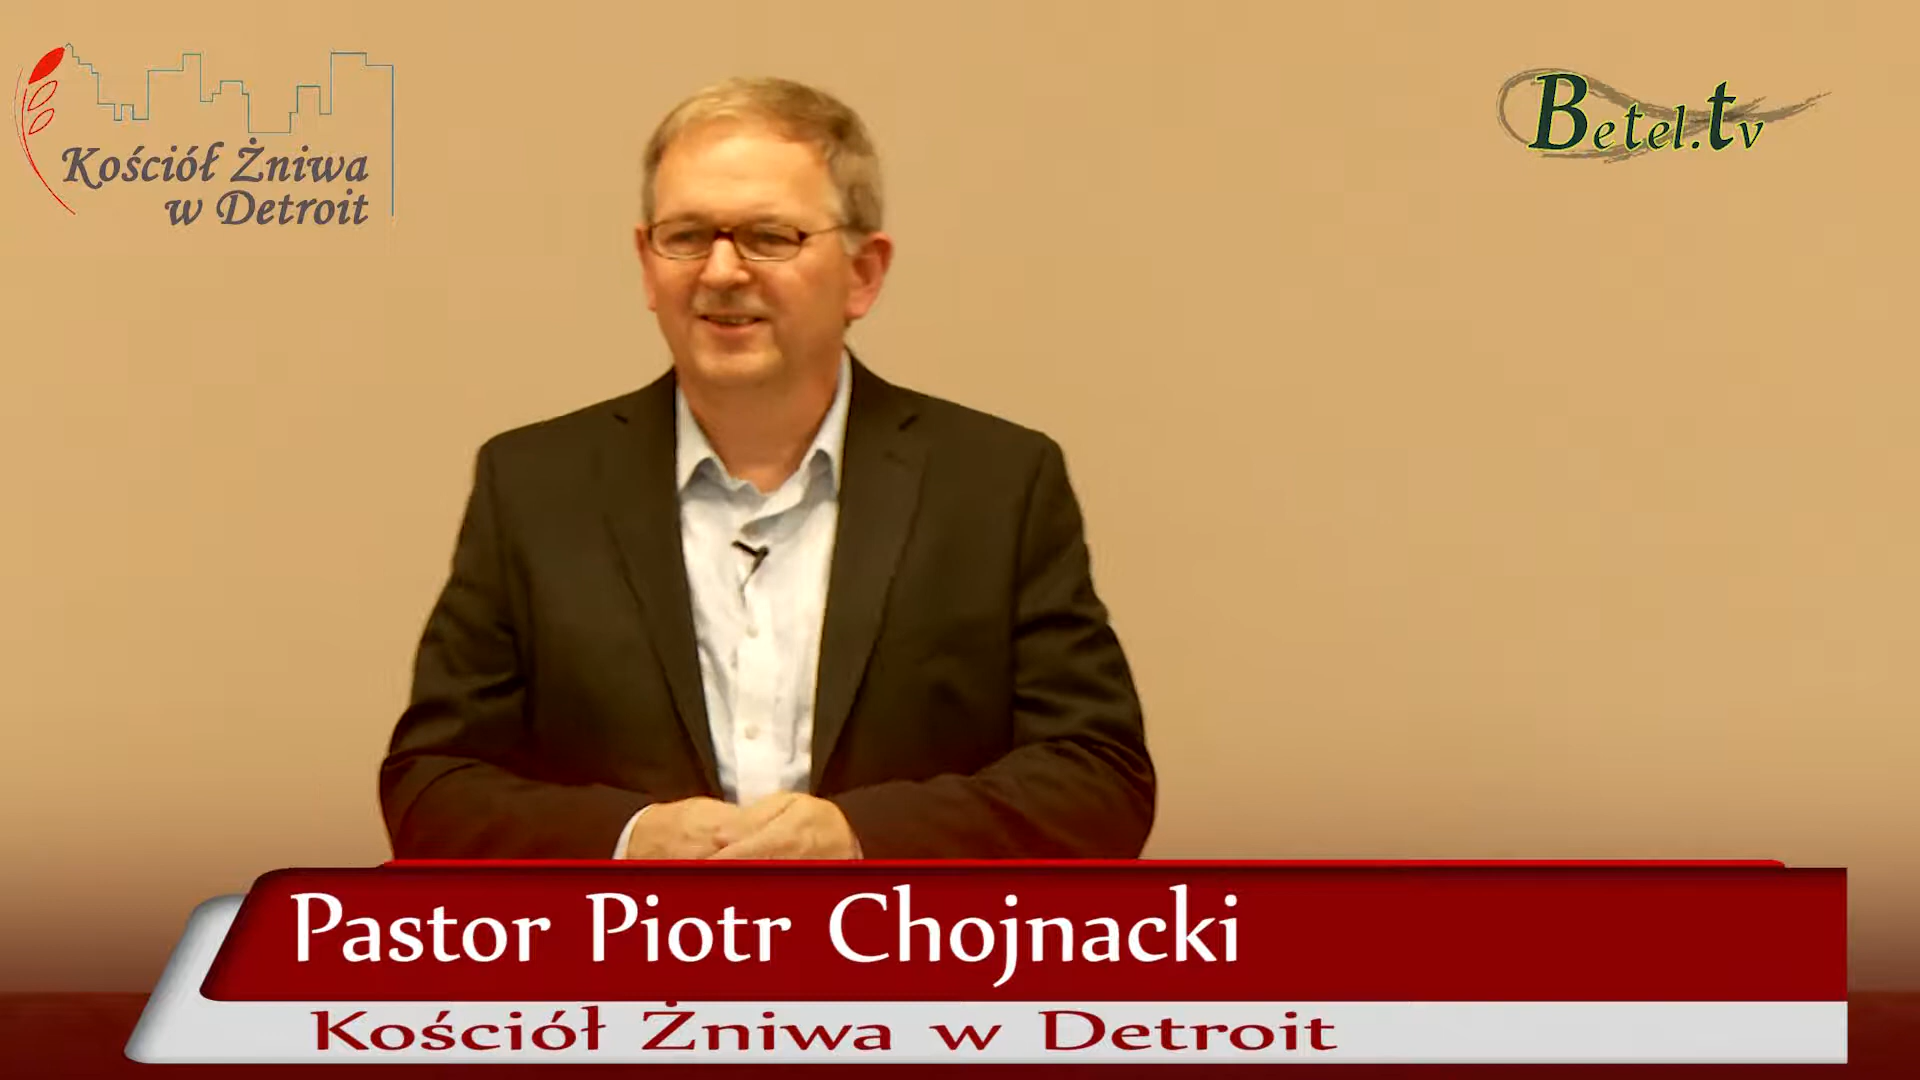 Kościół Żniwa
w Detroit
Betel.tv
Pastor Piotr Chojnacki
Kościół Żniwa w Detroit